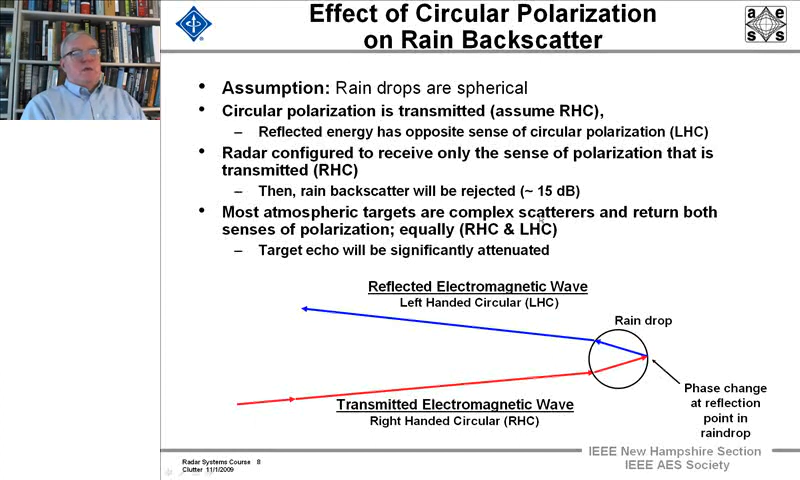 Effect of Circular Polarization
on Rain Backscatter
a e
s s
• Assumption: Rain drops are spherical
• Circular polarization is transmitted (assume RHC),
– Reflected energy has opposite sense of circular polarization (LHC)
• Radar configured to receive only the sense of polarization that is
transmitted (RHC)
– Then, rain backscatter will be rejected (~ 15 dB)
• Most atmospheric targets are complex scatterers and return both
senses of polarization; equally (RHC & LHC)
– Target echo will be significantly attenuated
Reflected Electromagnetic Wave
Left Handed Circular (LHC)
Rain drop
Phase change
at reflection
point in
raindrop
Transmitted Electromagnetic Wave
Right Handed Circular (RHC)
Radar Systems Course 8
Clutter 11/1/2009
IEEE New Hampshire Section
IEEE AES Society